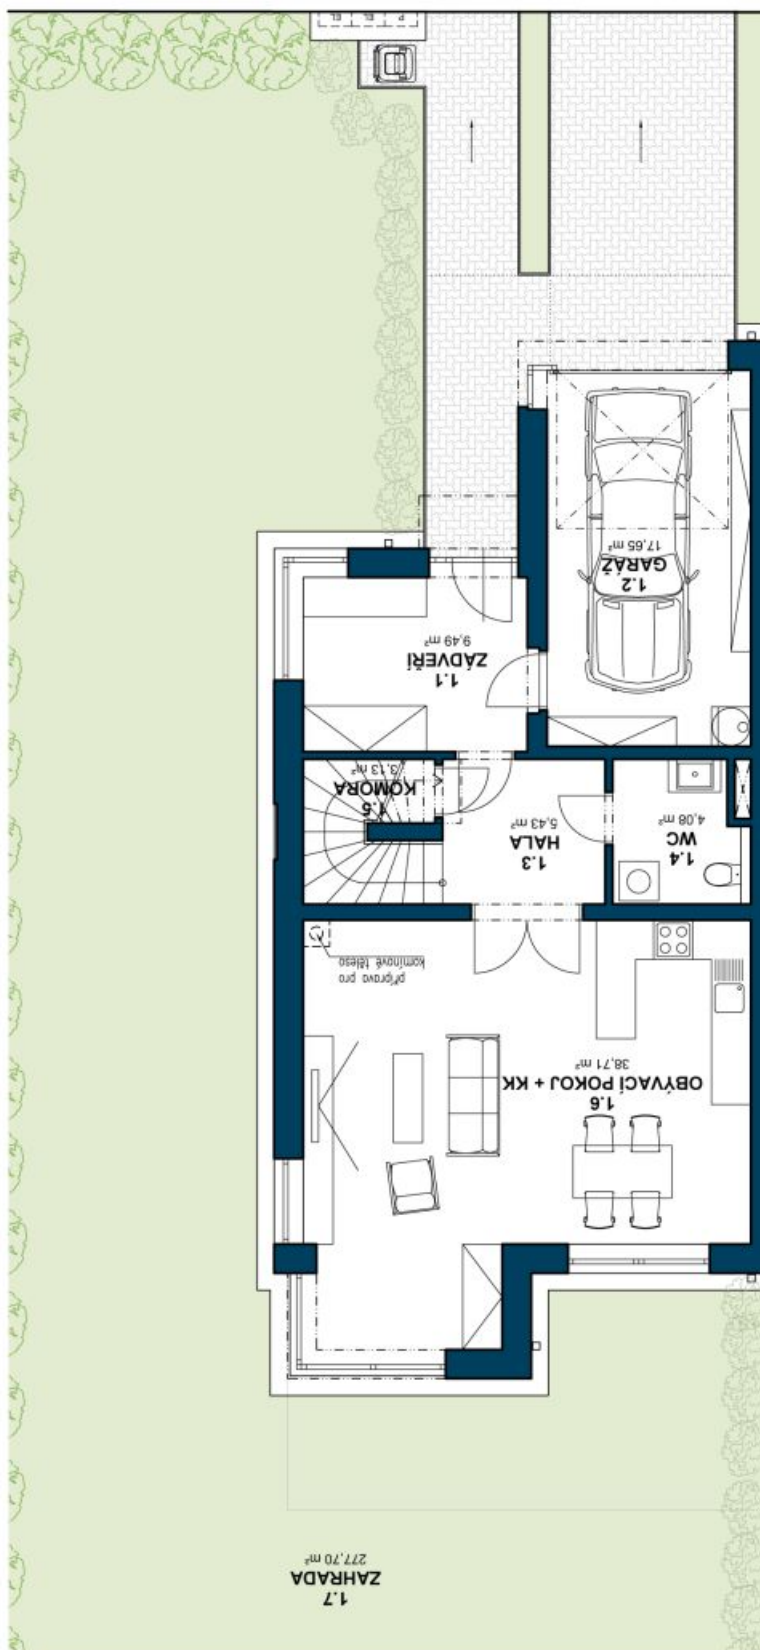 1.7
ZAHRADA
277,70 m²
1.6
OBÝVACÍ POKOJ + KK
38,71 m²
příprava pro
komínové těleso
1.4
WC
4,08 m²
1.3
HALA
5,43 m²
1.5
KOMORA
3,13 m²
1.1
ZÁDVEŘÍ
9,49 m²
1.2
GARÁŽ
17,65 m²
P EL EL